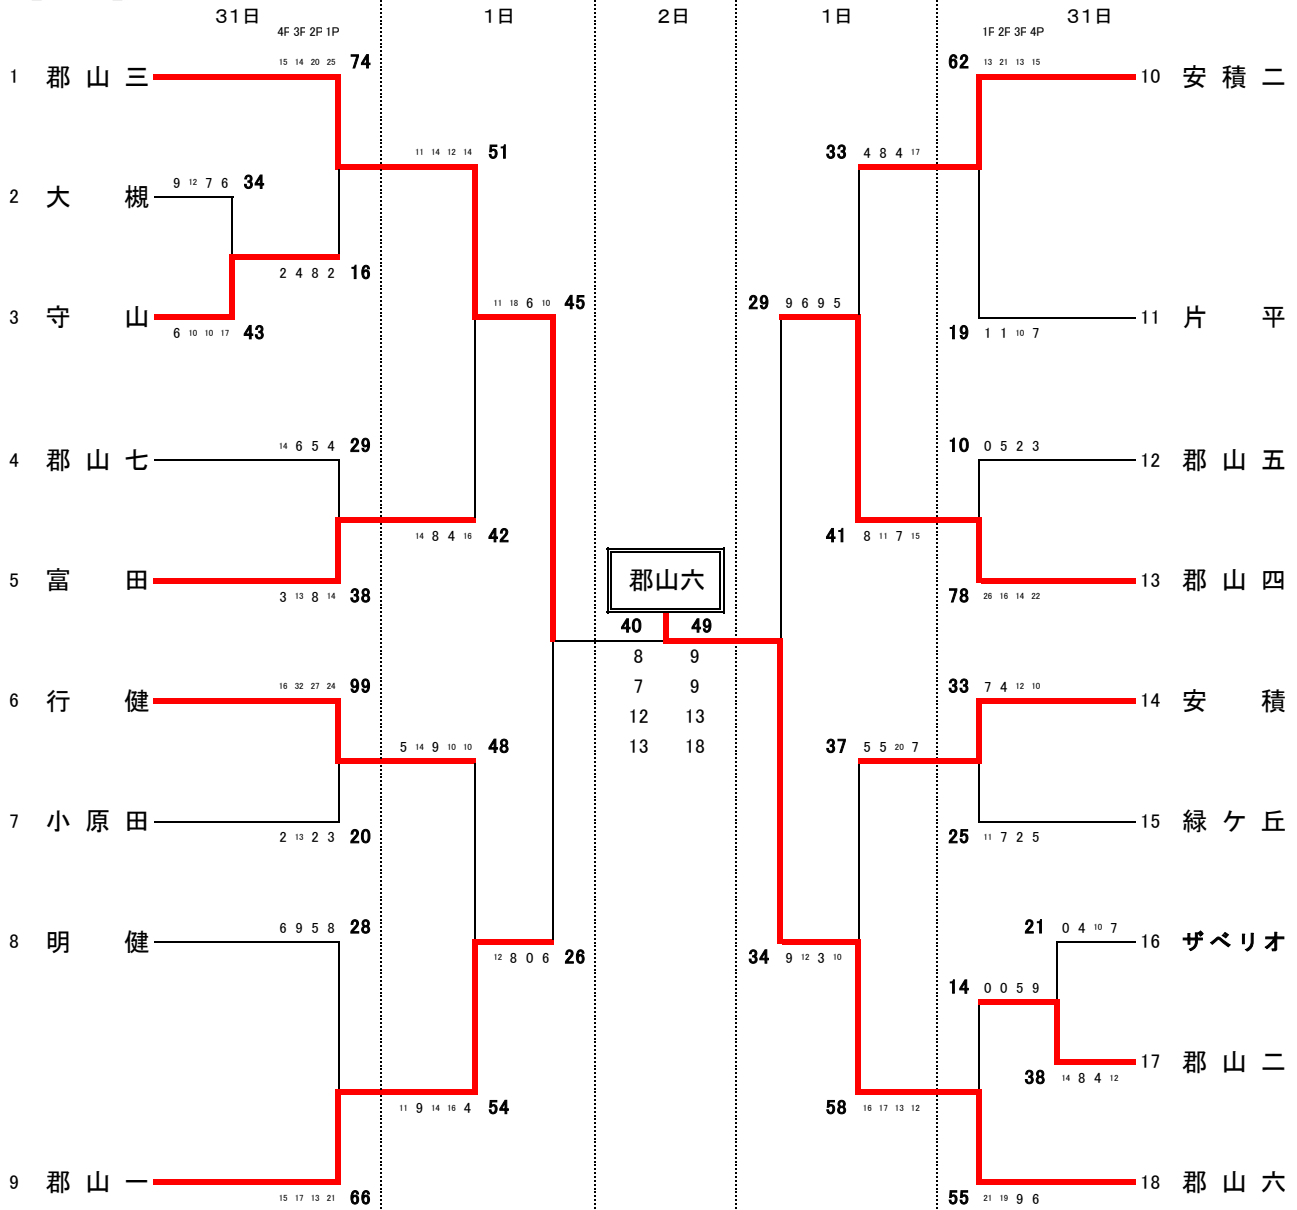 31日 1日 2日 1日 31日
4F 3F 2P 1P 1F 2F 3F 4P
15 14 20 25 74 62 13 21 13 15
1 郡山三 10 安積二
11 14 12 14 51 33 4 8 4 17
9 12 7 6 34
2 大槻
2 4 8 2 16
11 18 6 10 45 29 9 6 9 5
3 守山 11 片平
6 10 10 17 43 19 1 1 10 7
14 6 5 4 29 10 0 5 2 3
4 郡山七 12 郡山五
14 8 4 16 42 41 8 11 7 15
5 富田 郡山六 13 郡山四
3 13 8 14 38 78 26 16 14 22
40 49
8 9
7 9
12 13
13 18
16 32 27 24 99 33 7 4 12 10
6 行健 14 安積
5 14 9 10 10 48 37 5 5 20 7
7 小原田 15 緑ケ丘
2 13 2 3 20 25 11 7 2 5
6 9 5 8 28 21 0 4 10 7
8 明健 16 ザベリオ
12 8 0 6 26 34 9 12 3 10
14 0 0 5 9
17 郡山二
38 14 8 4 12
11 9 14 16 4 54 58 16 17 13 12
9 郡山一 18 郡山六
15 17 13 21 66 55 21 19 9 6